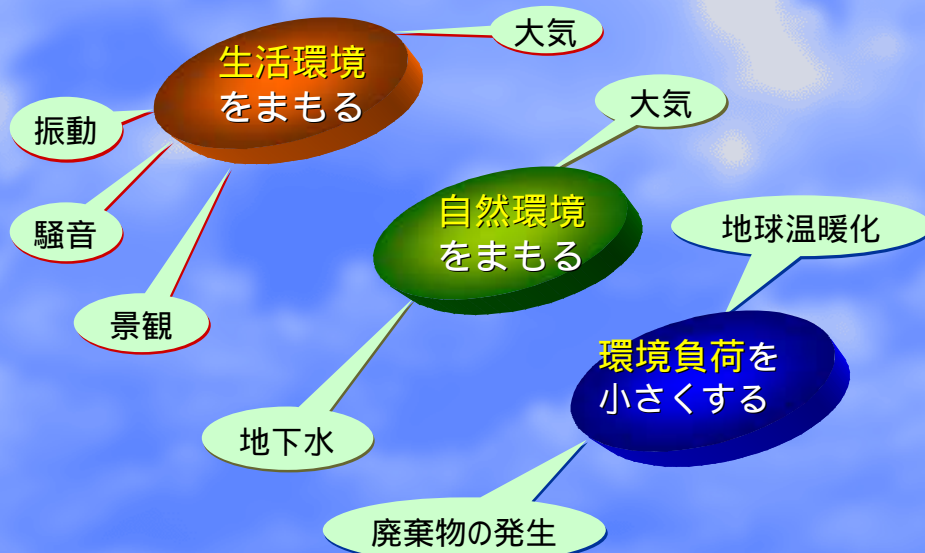 生活環境
をまもる
大気
振動
騒音
景観
自然環境
をまもる
大気
地下水
環境負荷を
小さくする
地球温暖化
廃棄物の発生